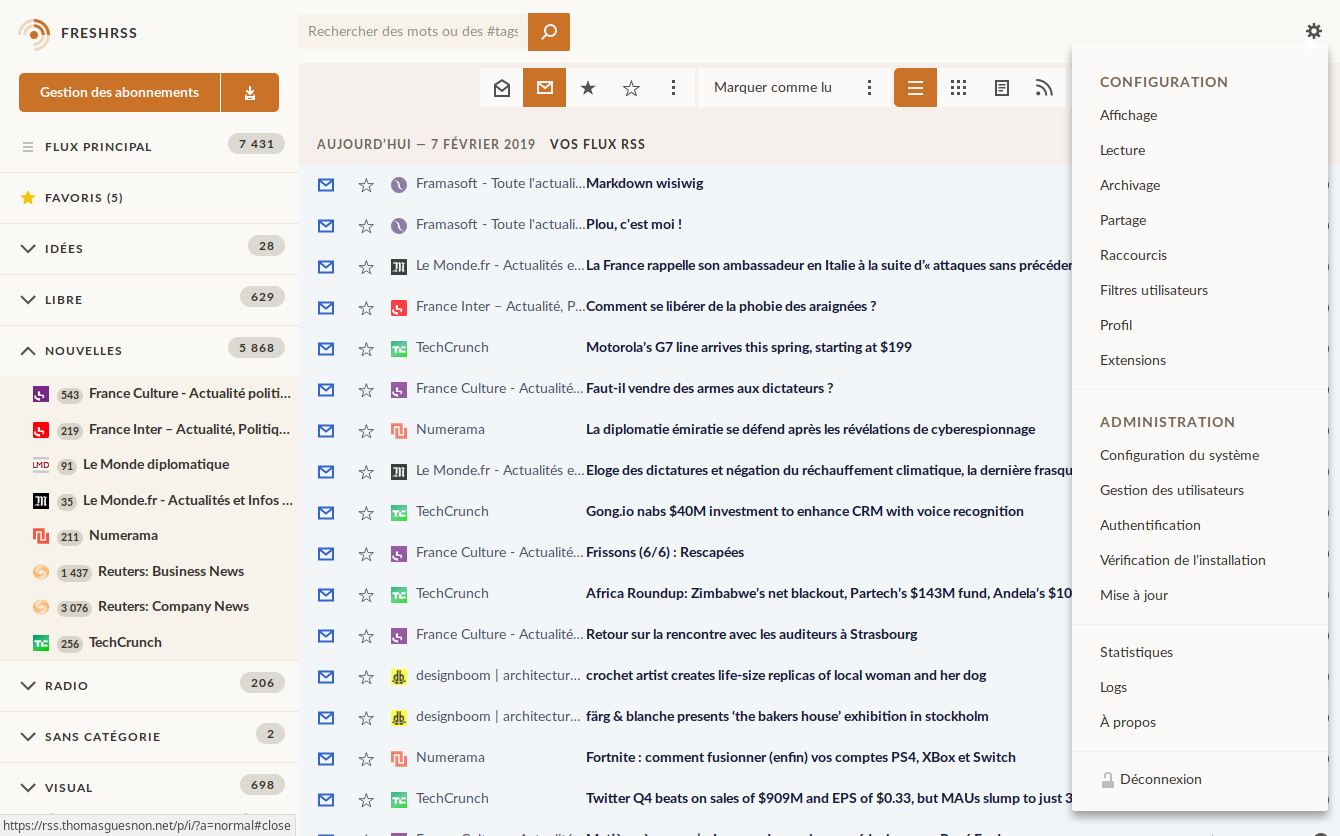 FRESHRSS
Rechercher des mots ou des #tags
Gestion des abonnements
FLUX PRINCIPAL 7 431
FAVORIS (5)
IDÉES 28
LIBRE 629
NOUVELLES 5 868
543 France Culture - Actualité politi…
219 France Inter – Actualité, Politiq…
LMD 91 Le Monde diplomatique
35 Le Monde.fr - Actualités et Infos …
211 Numerama
1 437 Reuters: Business News
3 076 Reuters: Company News
256 TechCrunch
RADIO 206
SANS CATÉGORIE 2
VISUAL 698
https://rss.thomasguesnon.net/p/i/?a=normal#close
Marquer comme lu
AUJOURD'HUI — 7 FÉVRIER 2019 VOS FLUX RSS
Framasoft - Toute l'actuali… Markdown wisiwig
Framasoft - Toute l'actuali… Plou, c'est moi !
Le Monde.fr - Actualités e… La France rappelle son ambassadeur en Italie à la suite d'« attaques sans précéden
France Inter – Actualité, P… Comment se libérer de la phobie des araignées ?
TechCrunch Motorola's G7 line arrives this spring, starting at $199
France Culture - Actualité… Faut-il vendre des armes aux dictateurs ?
Numerama La diplomatie émiratie se défend après les révélations de cyberespionnage
Le Monde.fr - Actualités e… Eloge des dictatures et négation du réchauffement climatique, la dernière frasqu
TechCrunch Gong.io nabs $40M investment to enhance CRM with voice recognition
France Culture - Actualité… Frissons (6/6) : Rescapées
TechCrunch Africa Roundup: Zimbabwe's net blackout, Partech's $143M fund, Andela's $10
France Culture - Actualité… Retour sur la rencontre avec les auditeurs à Strasbourg
designboom | architectur… crochet artist creates life-size replicas of local woman and her dog
designboom | architectur… färg & blanche presents 'the bakers house' exhibition in stockholm
Numerama Fortnite : comment fusionner (enfin) vos comptes PS4, XBox et Switch
TechCrunch Twitter Q4 beats on sales of $909M and EPS of $0.33, but MAUs slump to just 3
CONFIGURATION
Affichage
Lecture
Archivage
Partage
Raccourcis
Filtres utilisateurs
Profil
Extensions
ADMINISTRATION
Configuration du système
Gestion des utilisateurs
Authentification
Vérification de l'installation
Mise à jour
Statistiques
Logs
À propos
Déconnexion